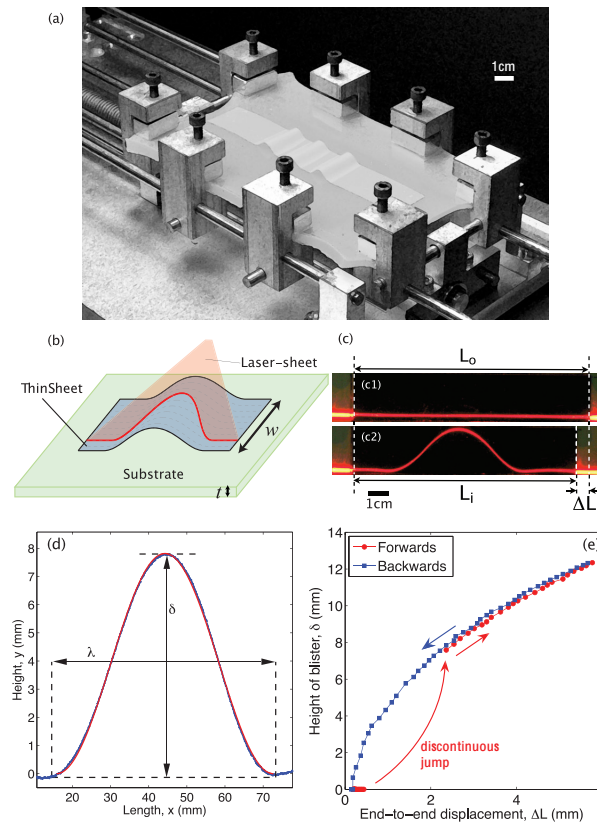 (a)
1cm
(b)
Laser-sheet
ThinSheet
w
Substrate
t
(c)
Lo
(c1)
(c2)
1cm
Li
ΔL
(d)
8
7
6
5
4
3
2
1
0
δ
λ
Height, y (mm)
20
30
40
50
60
70
Length, x (mm)
(e)
14
12
10
8
6
4
2
0
Forwards
Backwards
discontinuous
jump
Height of blister, δ (mm)
0
2
4
End-to-end displacement, ΔL (mm)